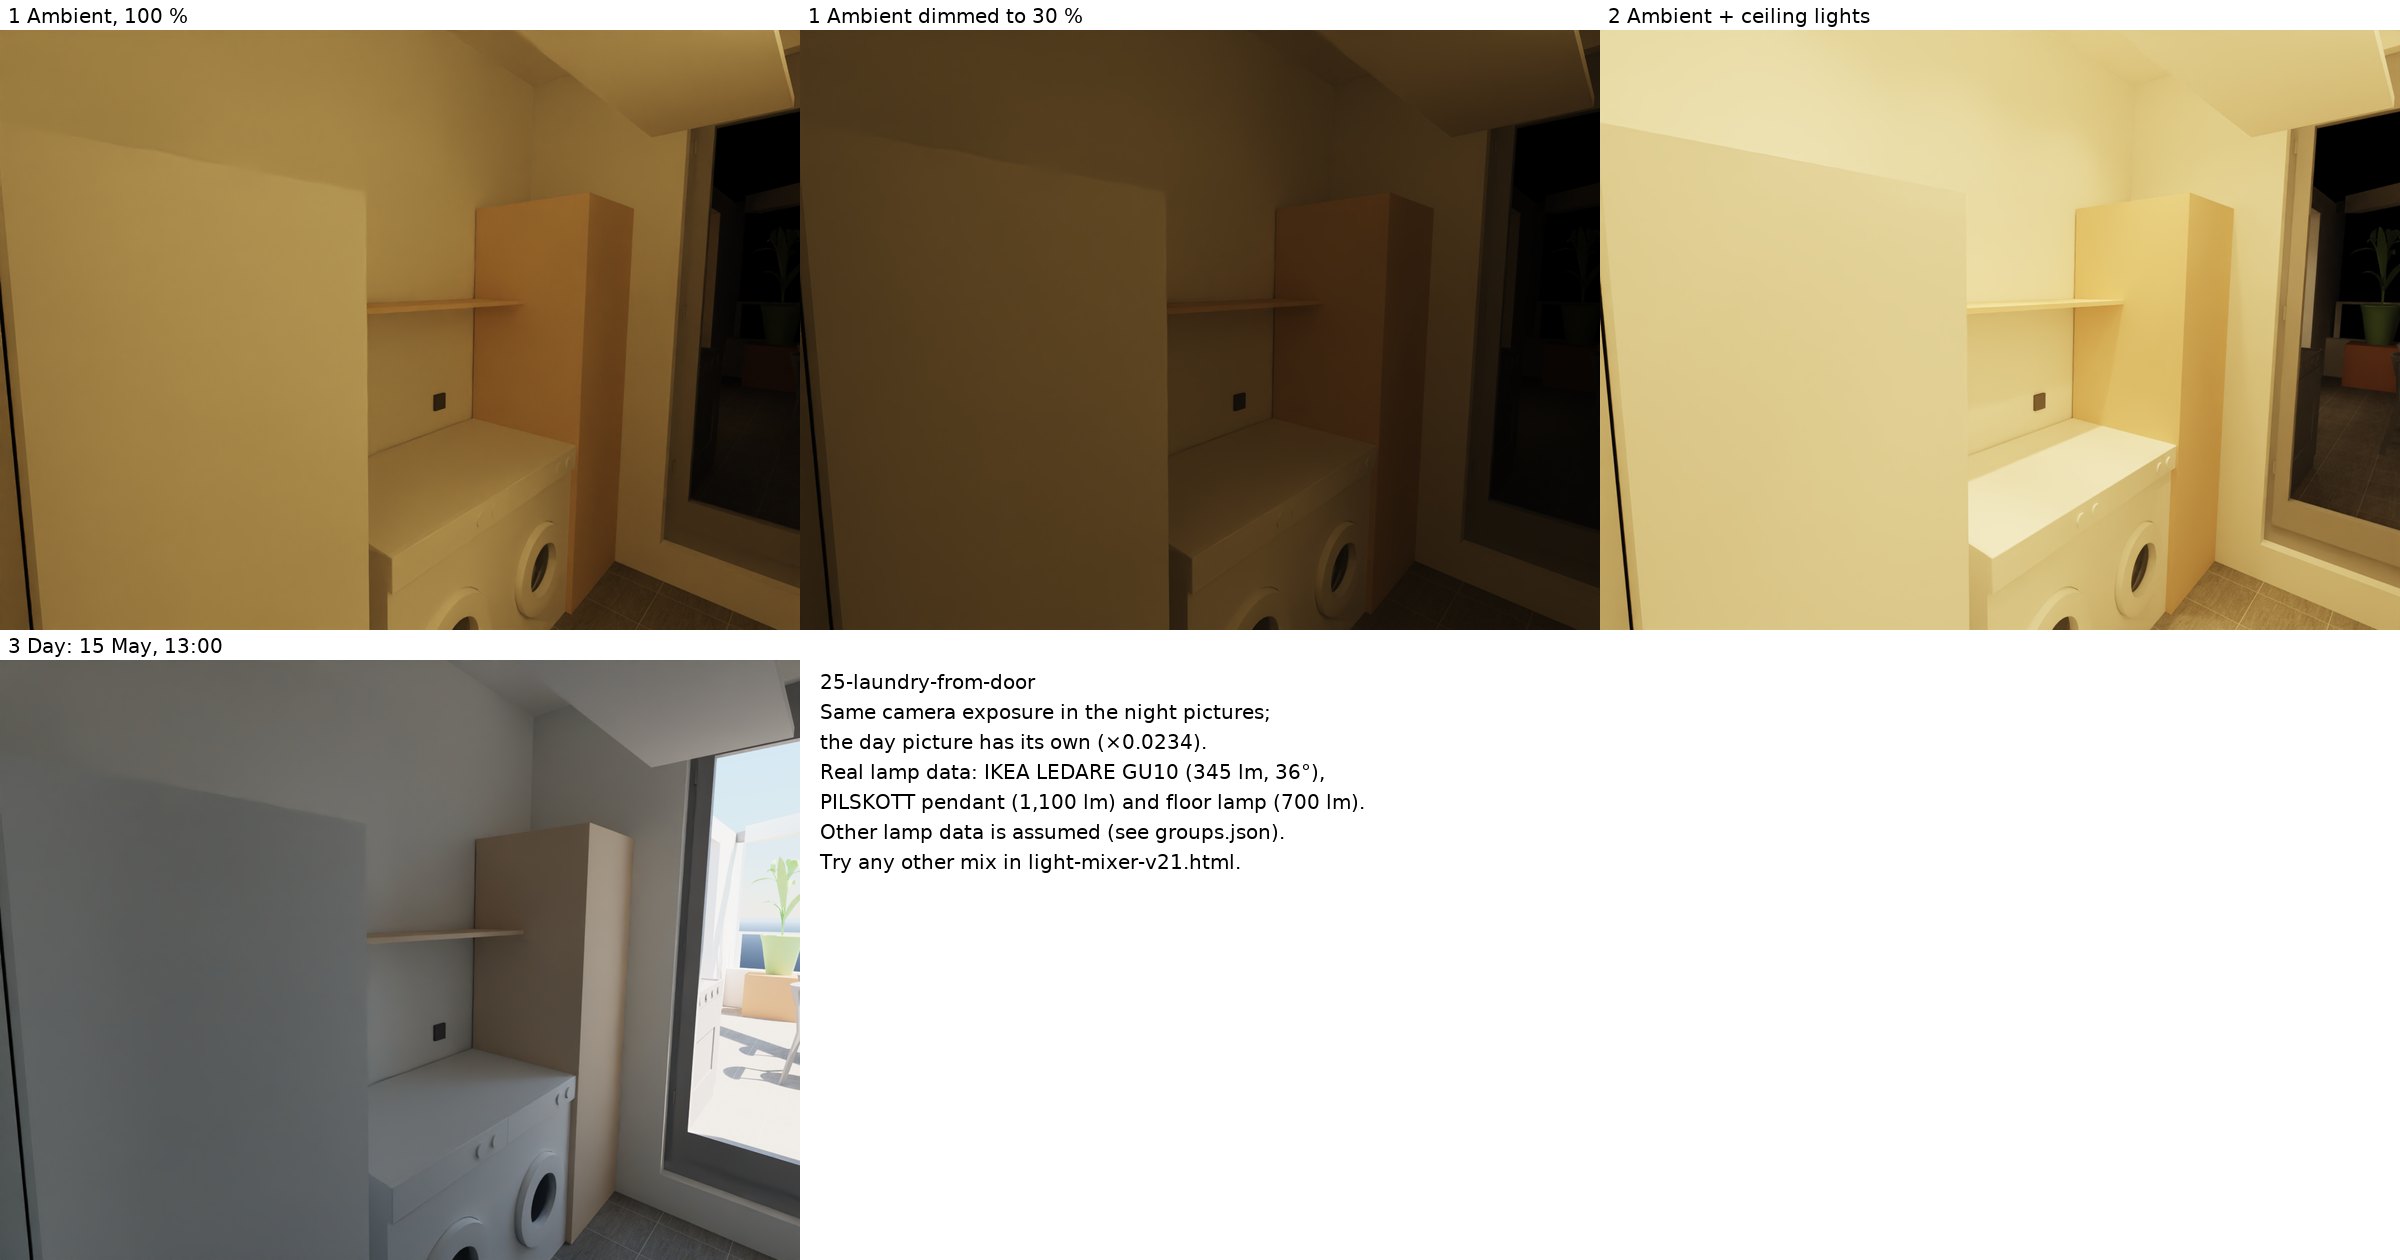 1 Ambient, 100 %
1 Ambient dimmed to 30 %
2 Ambient + ceiling lights
3 Day: 15 May, 13:00
25-laundry-from-door
Same camera exposure in the night pictures;
the day picture has its own (×0.0234).
Real lamp data: IKEA LEDARE GU10 (345 lm, 36°),
PILSKOTT pendant (1,100 lm) and floor lamp (700 lm).
Other lamp data is assumed (see groups.json).
Try any other mix in light-mixer-v21.html.